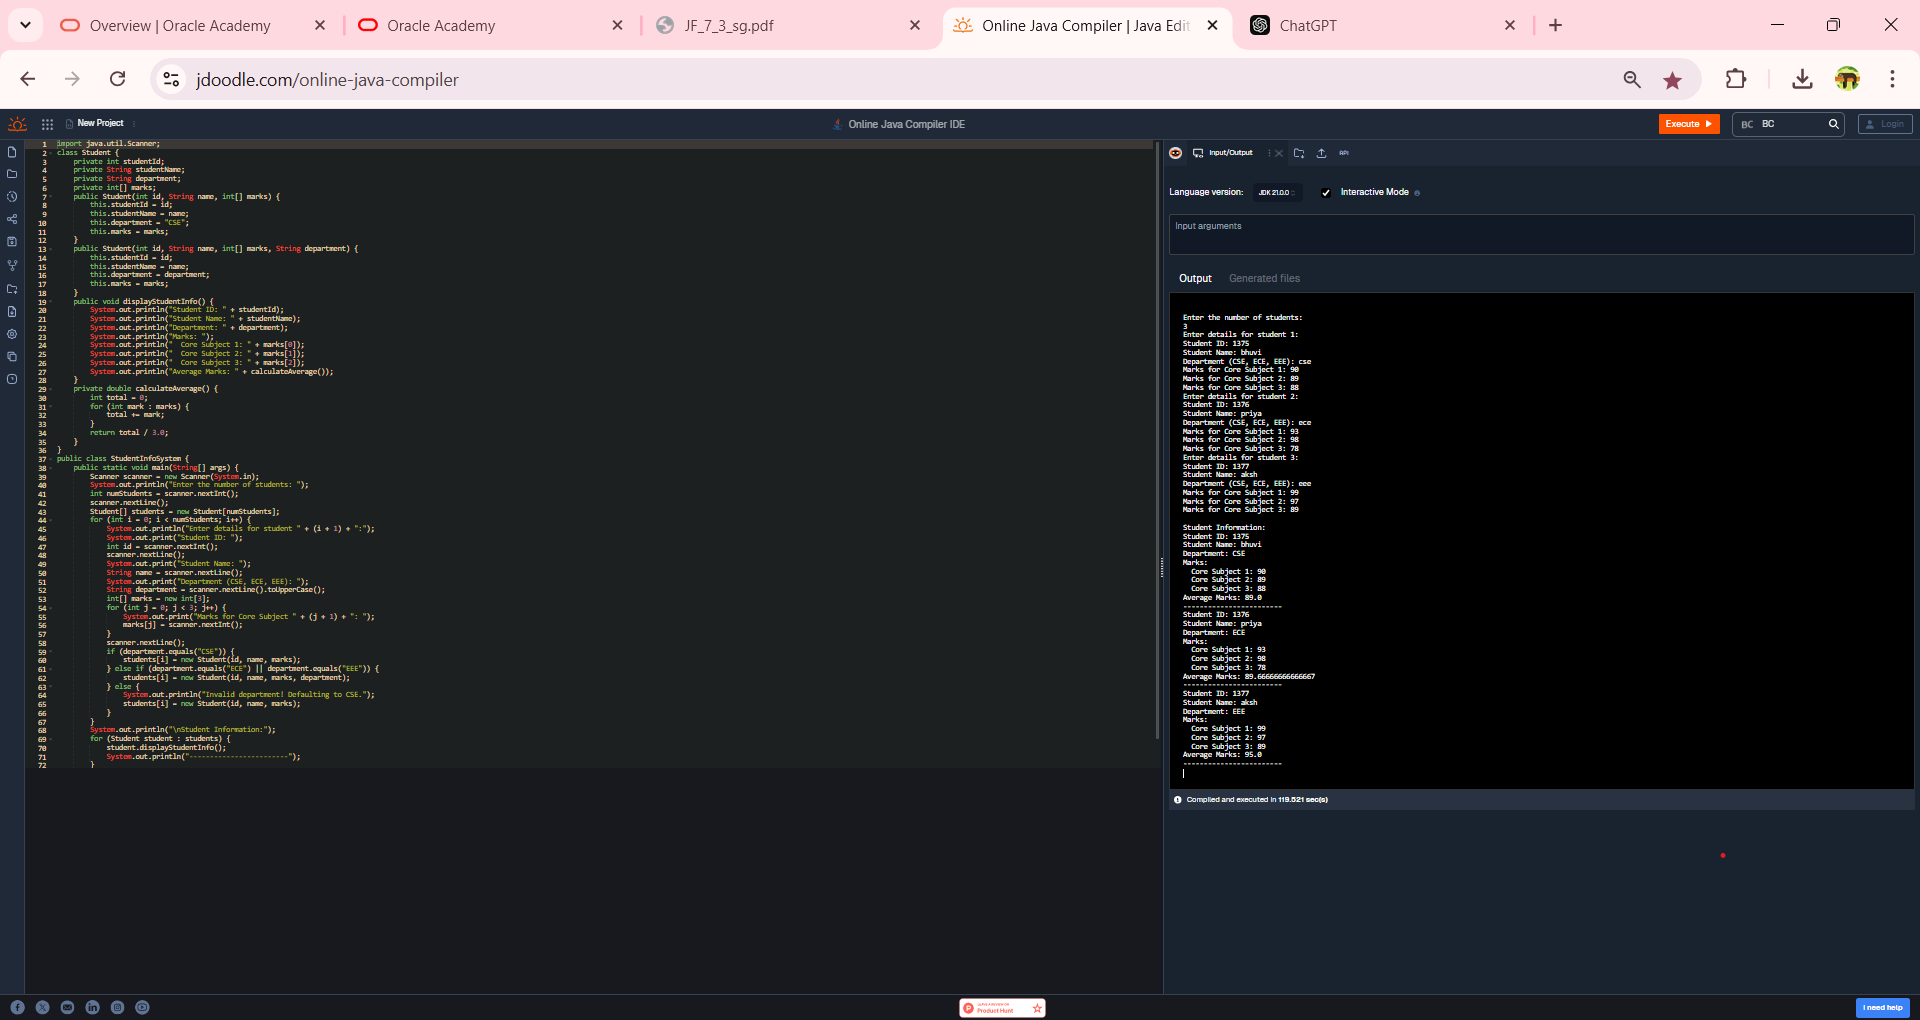 Overview | Oracle Academy
Oracle Academy
JF_7_3_sg.pdf
Online Java Compiler | Java Edit
ChatGPT
jdoodle.com/online-java-compiler
New Project
Online Java Compiler IDE
Execute
BC BC
Login
1 import java.util.Scanner;
2 class Student {
3 private int studentId;
4 private String studentName;
5 private String department;
6 private int[] marks;
7 public Student(int id, String name, int[] marks) {
8 this.studentId = id;
9 this.studentName = name;
10 this.department = "CSE";
11 this.marks = marks;
12 }
13 public Student(int id, String name, int[] marks, String department) {
14 this.studentId = id;
15 this.studentName = name;
16 this.department = department;
17 this.marks = marks;
18 }
19 public void displayStudentInfo() {
20 System.out.println("Student ID: " + studentId);
21 System.out.println("Student Name: " + studentName);
22 System.out.println("Department: " + department);
23 System.out.println("Marks: ");
24 System.out.println("  Core Subject 1: " + marks[0]);
25 System.out.println("  Core Subject 2: " + marks[1]);
26 System.out.println("  Core Subject 3: " + marks[2]);
27 System.out.println("Average Marks: " + calculateAverage());
28 }
29 private double calculateAverage() {
30 int total = 0;
31 for (int mark : marks) {
32 total += mark;
33 }
34 return total / 3.0;
35 }
36 }
37 public class StudentInfoSystem {
38 public static void main(String[] args) {
39 Scanner scanner = new Scanner(System.in);
40 System.out.println("Enter the number of students: ");
41 int numStudents = scanner.nextInt();
42 scanner.nextLine();
43 Student[] students = new Student[numStudents];
44 for (int i = 0; i < numStudents; i++) {
45 System.out.println("Enter details for student " + (i + 1) + ":");
46 System.out.print("Student ID: ");
47 int id = scanner.nextInt();
48 scanner.nextLine();
49 System.out.print("Student Name: ");
50 String name = scanner.nextLine();
51 System.out.print("Department (CSE, ECE, EEE): ");
52 String department = scanner.nextLine().toUpperCase();
53 int[] marks = new int[3];
54 for (int j = 0; j < 3; j++) {
55 System.out.print("Marks for Core Subject " + (j + 1) + ": ");
56 marks[j] = scanner.nextInt();
57 }
58 scanner.nextLine();
59 if (department.equals("CSE")) {
60 students[i] = new Student(id, name, marks);
61 } else if (department.equals("ECE") || department.equals("EEE")) {
62 students[i] = new Student(id, name, marks, department);
63 } else {
64 System.out.println("Invalid department! Defaulting to CSE.");
65 students[i] = new Student(id, name, marks);
66 }
67 }
68 System.out.println("\nStudent Information:");
69 for (Student student : students) {
70 student.displayStudentInfo();
71 System.out.println("------------------------");
72 }
Input/Output
API
Language version: JDK 21.0.0 Interactive Mode
Input arguments
Output Generated files
Enter the number of students:
3
Enter details for student 1:
Student ID: 1375
Student Name: bhuvi
Department (CSE, ECE, EEE): cse
Marks for Core Subject 1: 90
Marks for Core Subject 2: 89
Marks for Core Subject 3: 88
Enter details for student 2:
Student ID: 1376
Student Name: priya
Department (CSE, ECE, EEE): ece
Marks for Core Subject 1: 93
Marks for Core Subject 2: 98
Marks for Core Subject 3: 78
Enter details for student 3:
Student ID: 1377
Student Name: aksh
Department (CSE, ECE, EEE): eee
Marks for Core Subject 1: 99
Marks for Core Subject 2: 97
Marks for Core Subject 3: 89
Student Information:
Student ID: 1375
Student Name: bhuvi
Department: CSE
Marks:
Core Subject 1: 90
Core Subject 2: 89
Core Subject 3: 88
Average Marks: 89.0
------------------------
Student ID: 1376
Student Name: priya
Department: ECE
Marks:
Core Subject 1: 93
Core Subject 2: 98
Core Subject 3: 78
Average Marks: 89.66666666666667
------------------------
Student ID: 1377
Student Name: aksh
Department: EEE
Marks:
Core Subject 1: 99
Core Subject 2: 97
Core Subject 3: 89
Average Marks: 95.0
------------------------
Compiled and executed in 119.521 sec(s)
Product Hunt
I need help